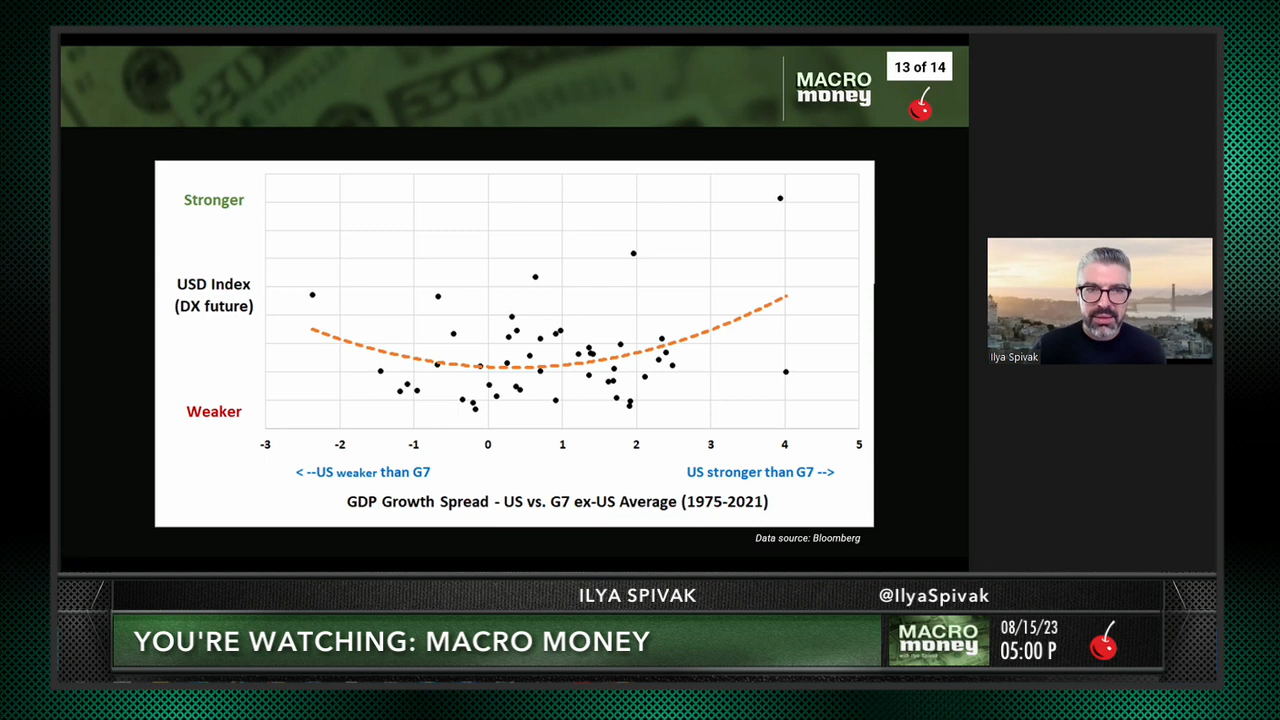 MACRO
money
13 of 14
Stronger
USD Index
(DX future)
Weaker
-3 -2 -1 0 1 2 3 4 5
< --US weaker than G7
US stronger than G7 -->
GDP Growth Spread - US vs. G7 ex-US Average (1975-2021)
Data source: Bloomberg
Ilya Spivak
ILYA SPIVAK
@IlyaSpivak
YOU'RE WATCHING: MACRO MONEY
MACRO
money
with Ilya Spivak
08/15/23
05:00 P